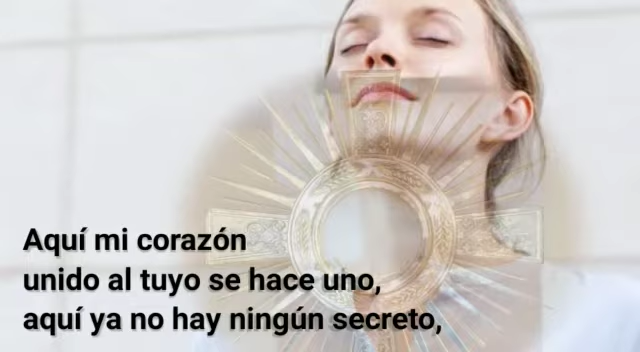 Aquí mi corazón
unido al tuyo se hace uno,
aquí ya no hay ningún secreto,